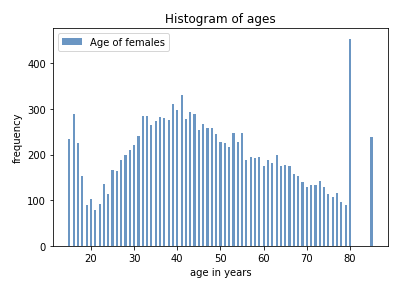 Histogram of ages
Age of females
frequency
400
300
200
100
0
20 30 40 50 60 70 80
age in years